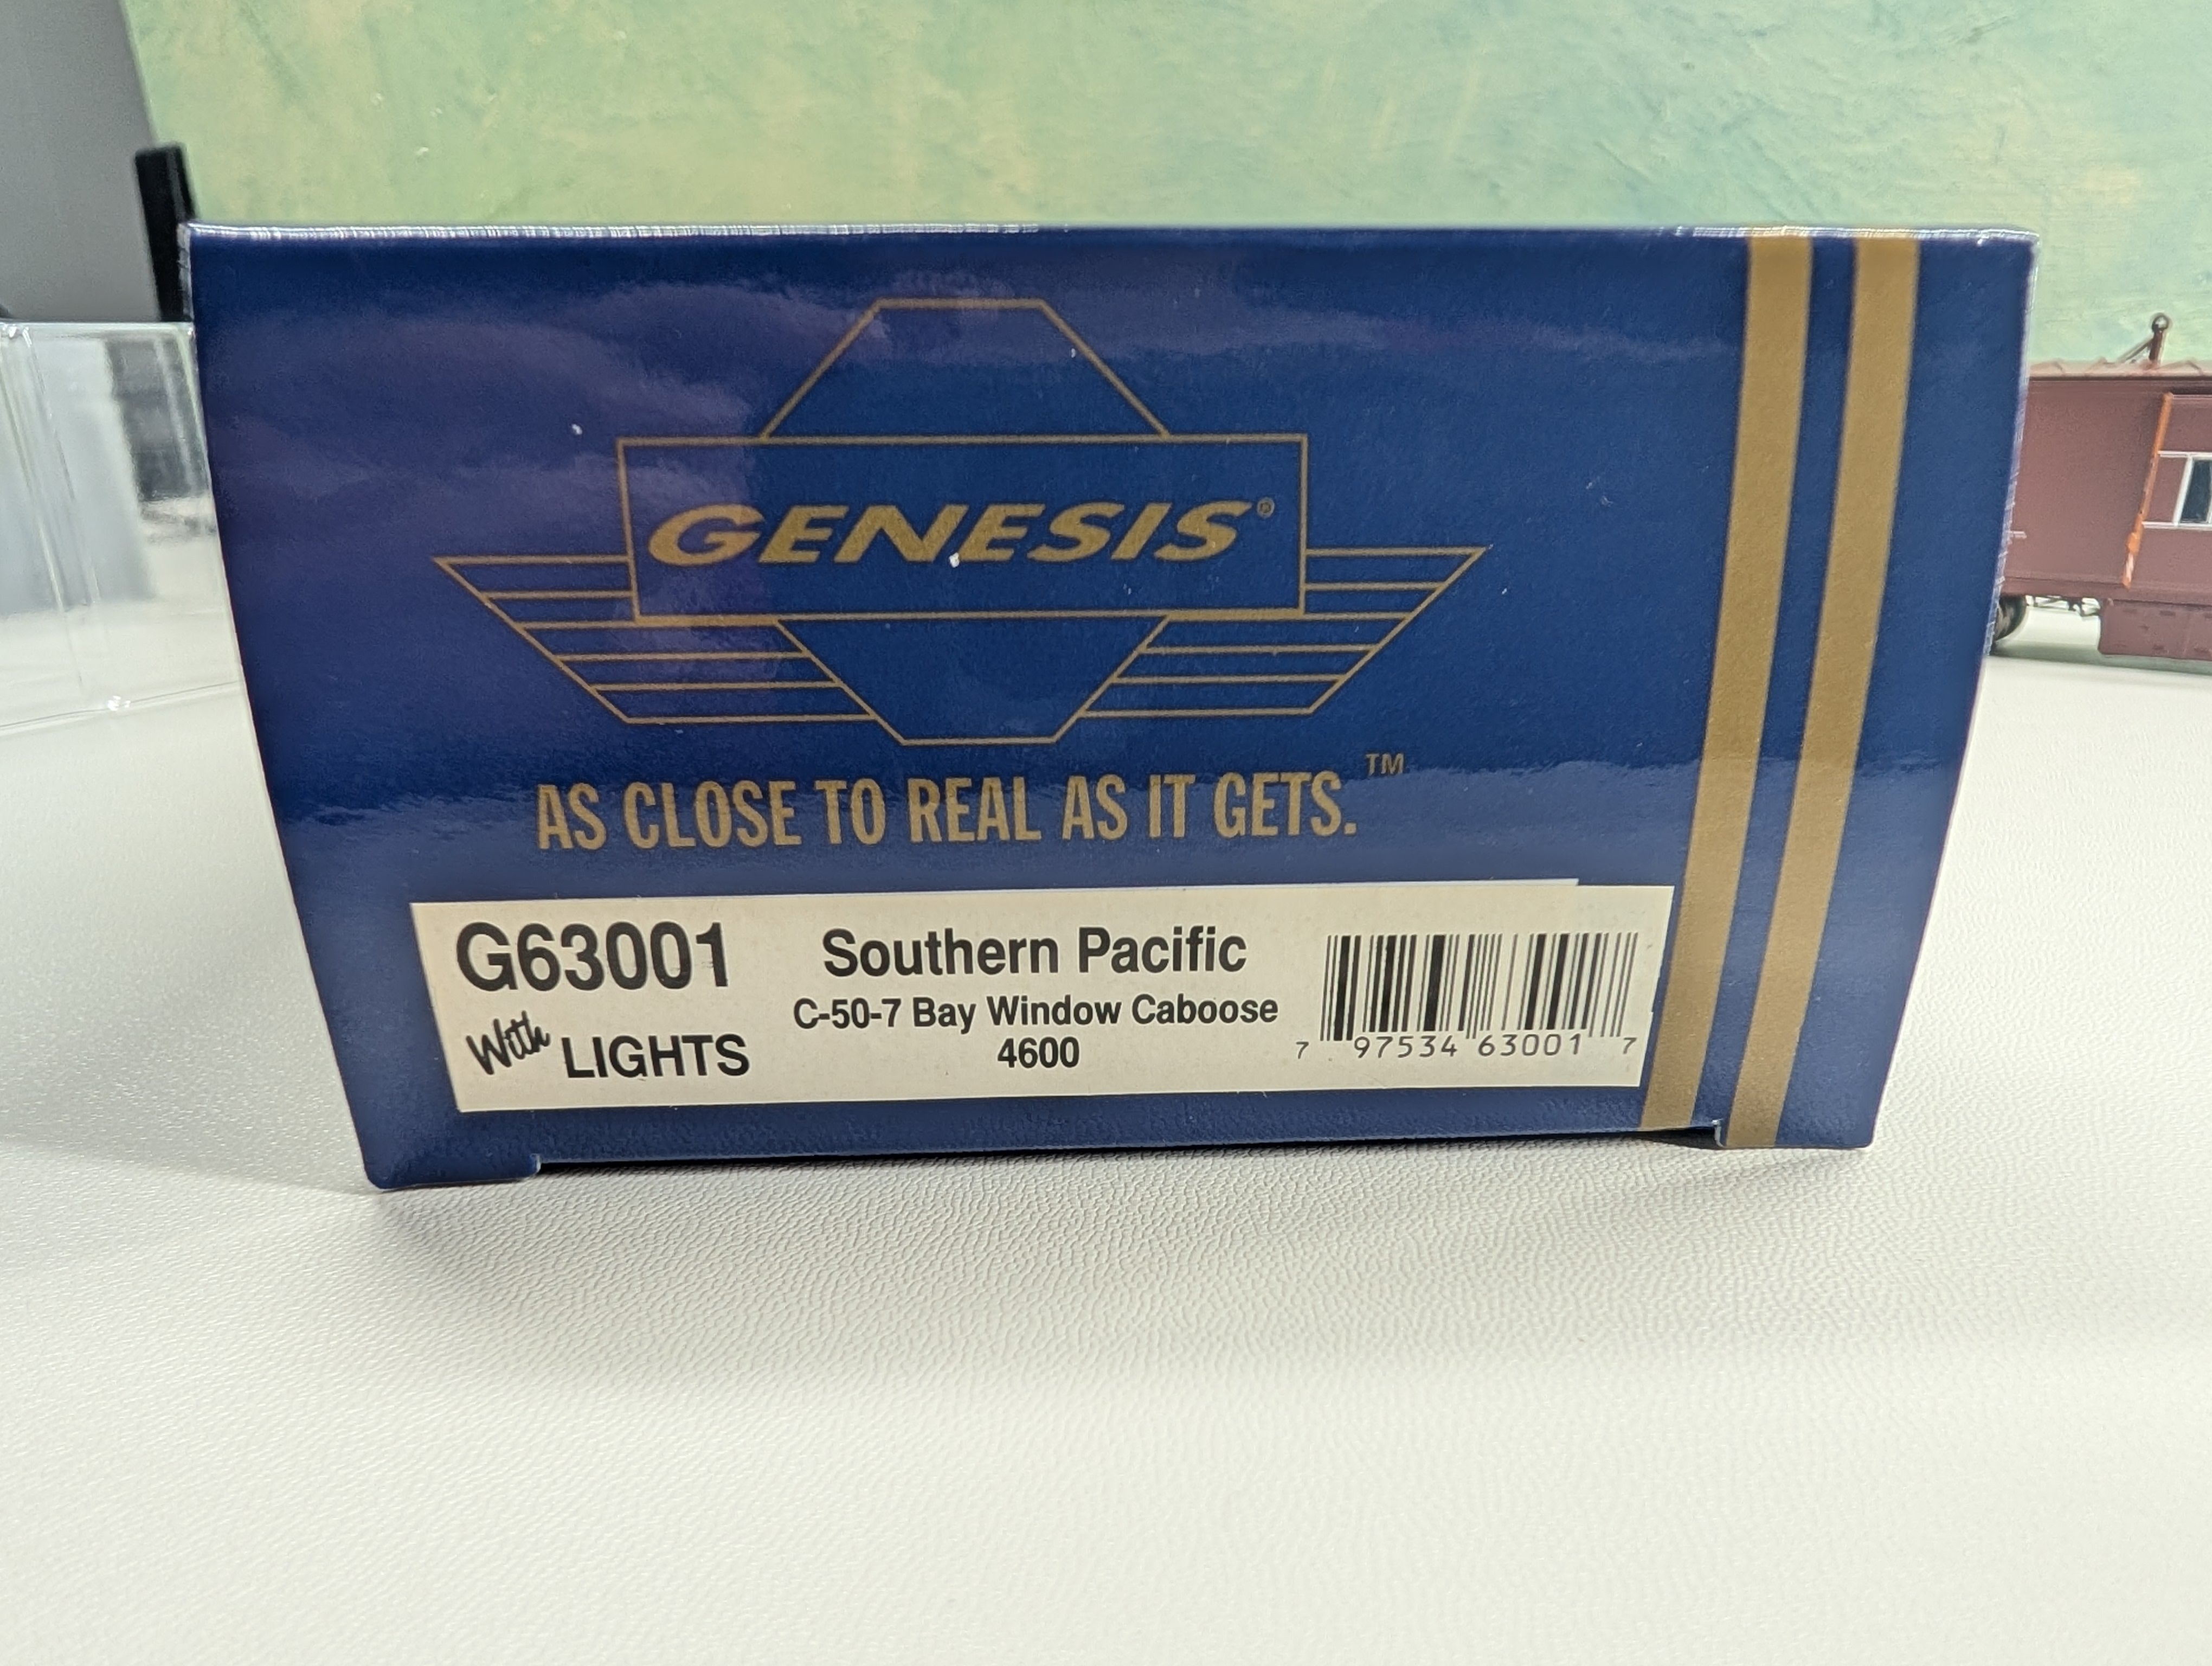 GENESIS®
AS CLOSE TO REAL AS IT GETS.™
G63001
With LIGHTS
Southern Pacific
C-50-7 Bay Window Caboose
4600
7 97534 63001 7